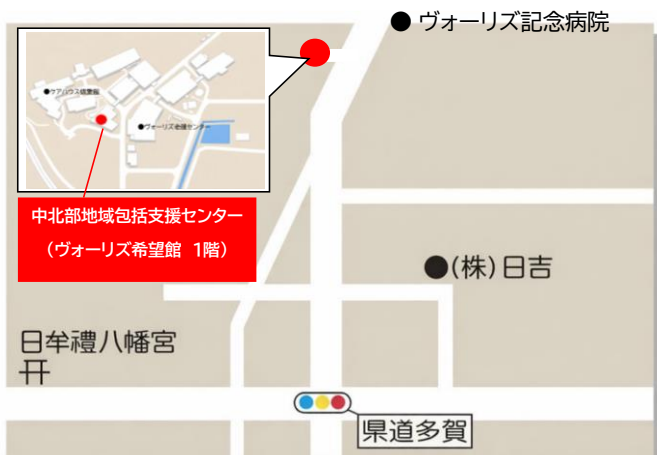 ●ヴォーリズ記念病院
●ケアハウス信愛館
●ヴォーリズ老健センター
中北部地域包括支援センター
(ヴォーリズ希望館 1階)
●(株)日吉
日牟禮八幡宮
県道多賀